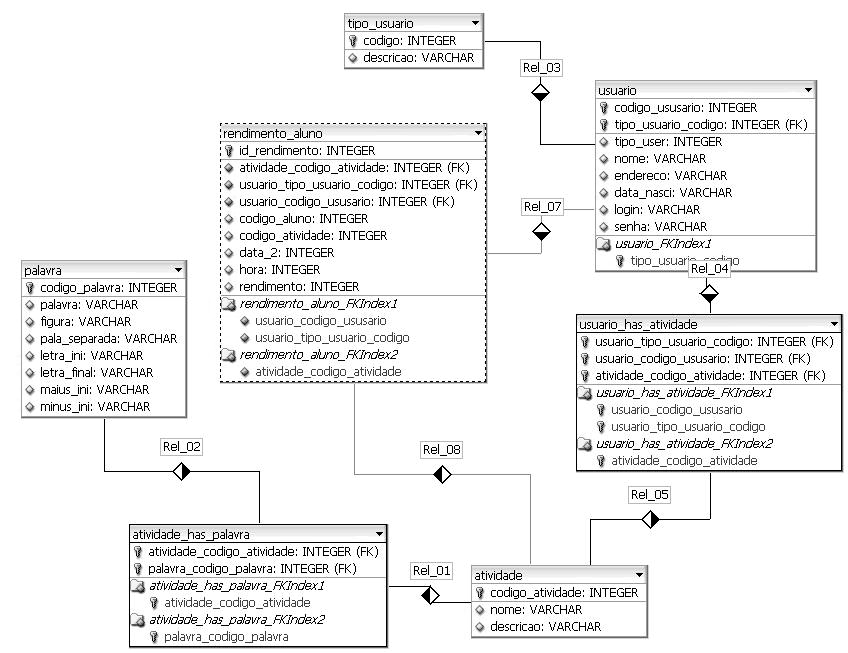 tipo_usuario
codigo: INTEGER
descricao: VARCHAR
Rel_03
usuario
codigo_ususario: INTEGER
tipo_usuario_codigo: INTEGER (FK)
tipo_user: INTEGER
nome: VARCHAR
endereco: VARCHAR
data_nasci: VARCHAR
login: VARCHAR
senha: VARCHAR
usuario_FKIndex1
tipo_usuario_codigo
rendimento_aluno
id_rendimento: INTEGER
atividade_codigo_atividade: INTEGER (FK)
usuario_tipo_usuario_codigo: INTEGER (FK)
usuario_codigo_ususario: INTEGER (FK)
codigo_aluno: INTEGER
codigo_atividade: INTEGER
data_2: INTEGER
hora: INTEGER
rendimento: INTEGER
rendimento_aluno_FKIndex1
usuario_codigo_ususario
usuario_tipo_usuario_codigo
rendimento_aluno_FKIndex2
atividade_codigo_atividade
Rel_07
Rel_04
palavra
codigo_palavra: INTEGER
palavra: VARCHAR
figura: VARCHAR
pala_separada: VARCHAR
letra_ini: VARCHAR
letra_final: VARCHAR
maius_ini: VARCHAR
minus_ini: VARCHAR
usuario_has_atividade
usuario_tipo_usuario_codigo: INTEGER (FK)
usuario_codigo_ususario: INTEGER (FK)
atividade_codigo_atividade: INTEGER (FK)
usuario_has_atividade_FKIndex1
usuario_codigo_ususario
usuario_tipo_usuario_codigo
usuario_has_atividade_FKIndex2
atividade_codigo_atividade
Rel_02
Rel_08
Rel_05
atividade_has_palavra
atividade_codigo_atividade: INTEGER (FK)
palavra_codigo_palavra: INTEGER (FK)
atividade_has_palavra_FKIndex1
atividade_codigo_atividade
atividade_has_palavra_FKIndex2
palavra_codigo_palavra
Rel_01
atividade
codigo_atividade: INTEGER
nome: VARCHAR
descricao: VARCHAR